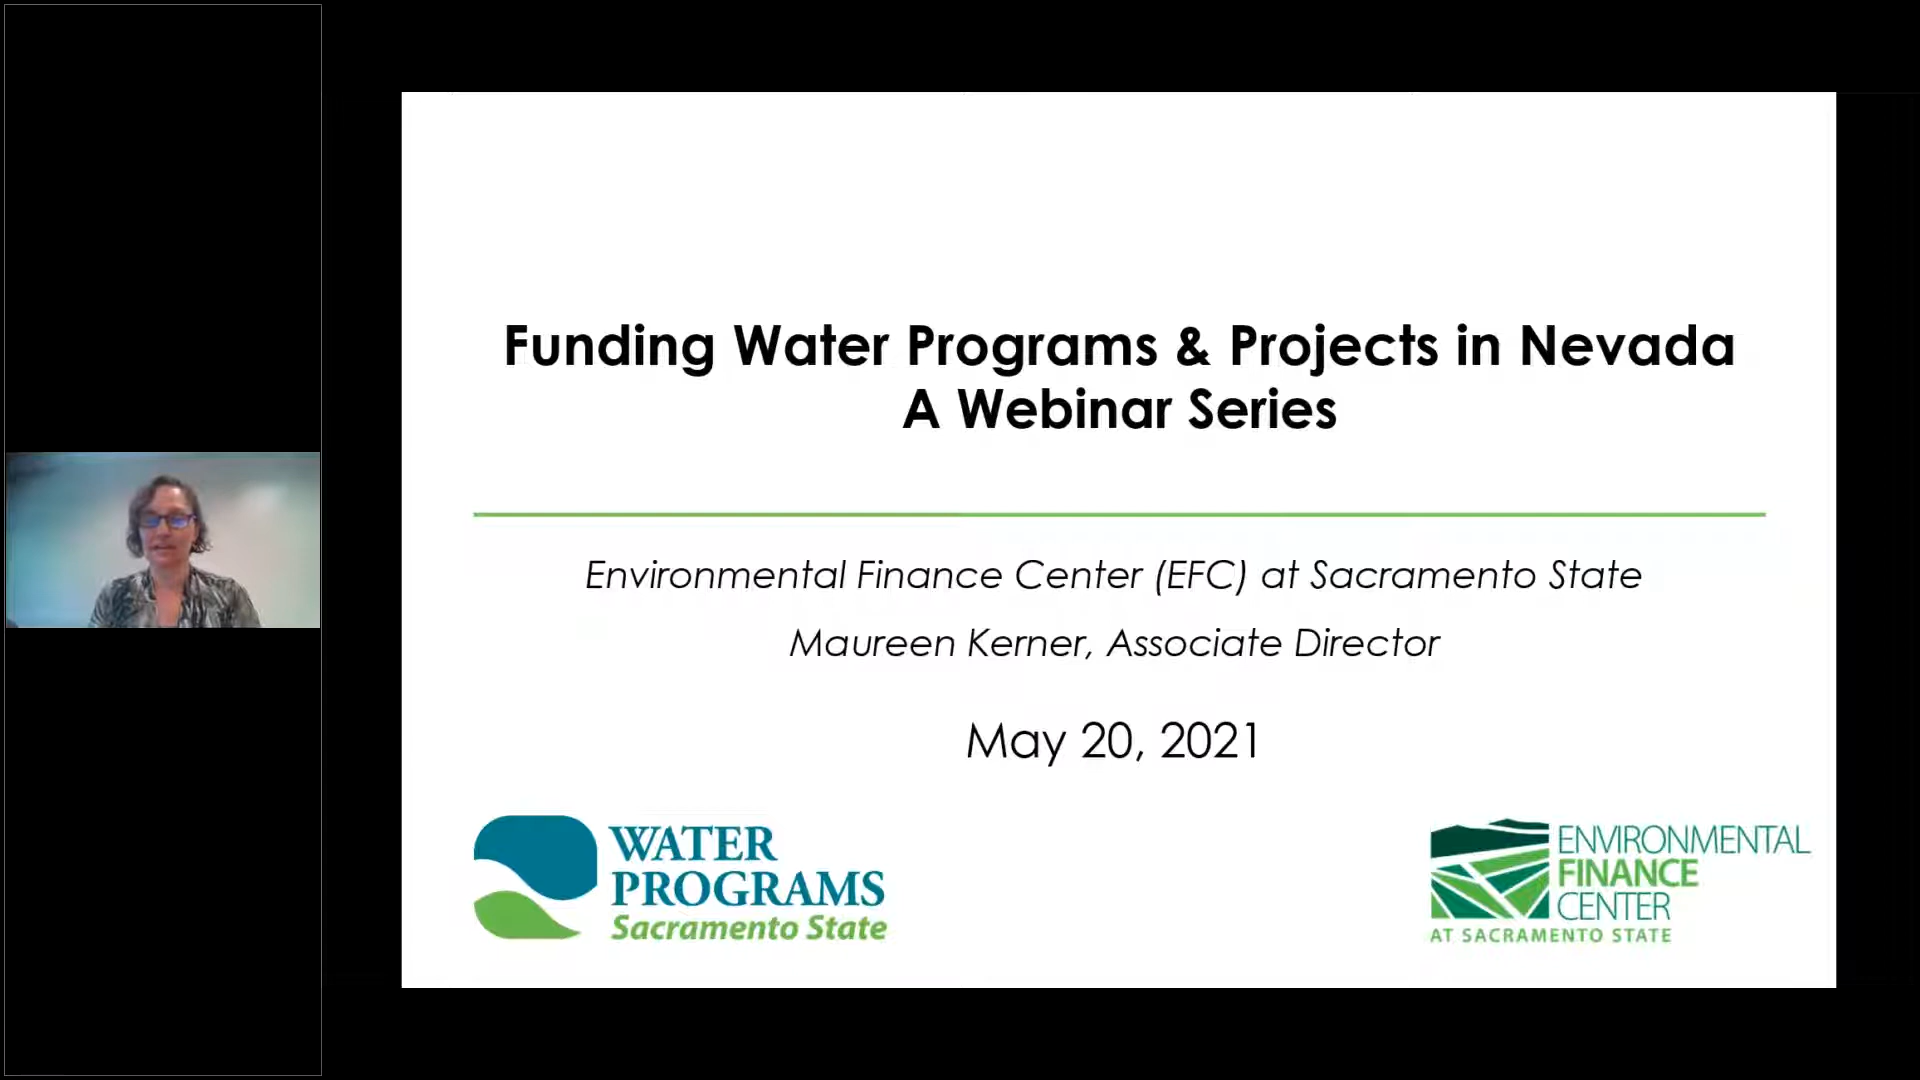 Funding Water Programs & Projects in Nevada
A Webinar Series
Environmental Finance Center (EFC) at Sacramento State
Maureen Kerner, Associate Director
May 20, 2021
WATER
PROGRAMS
Sacramento State
ENVIRONMENTAL
FINANCE
CENTER
AT SACRAMENTO STATE